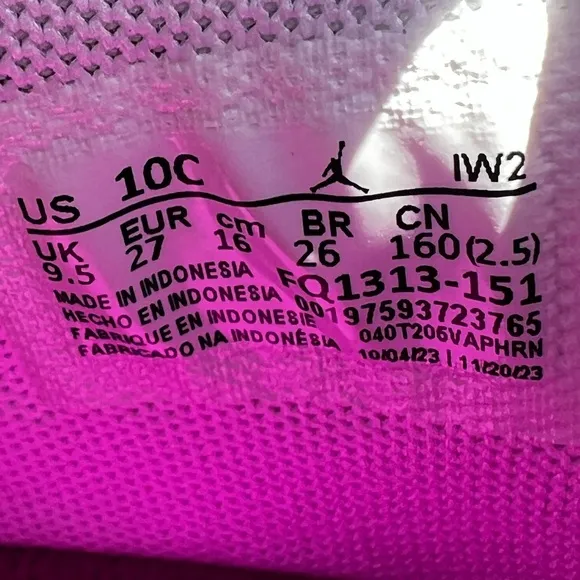 US 10C IW2
UK EUR cm BR CN
9.5 27 16 26 160(2.5)
MADE IN INDONESIA FQ1313-151
HECHO EN INDONESIA 00197593723765
FABRIQUE EN INDONESIE 040T206VAPHRN
FABRICADO NA INDONÉSIA 10/04/23 | 11/20/23